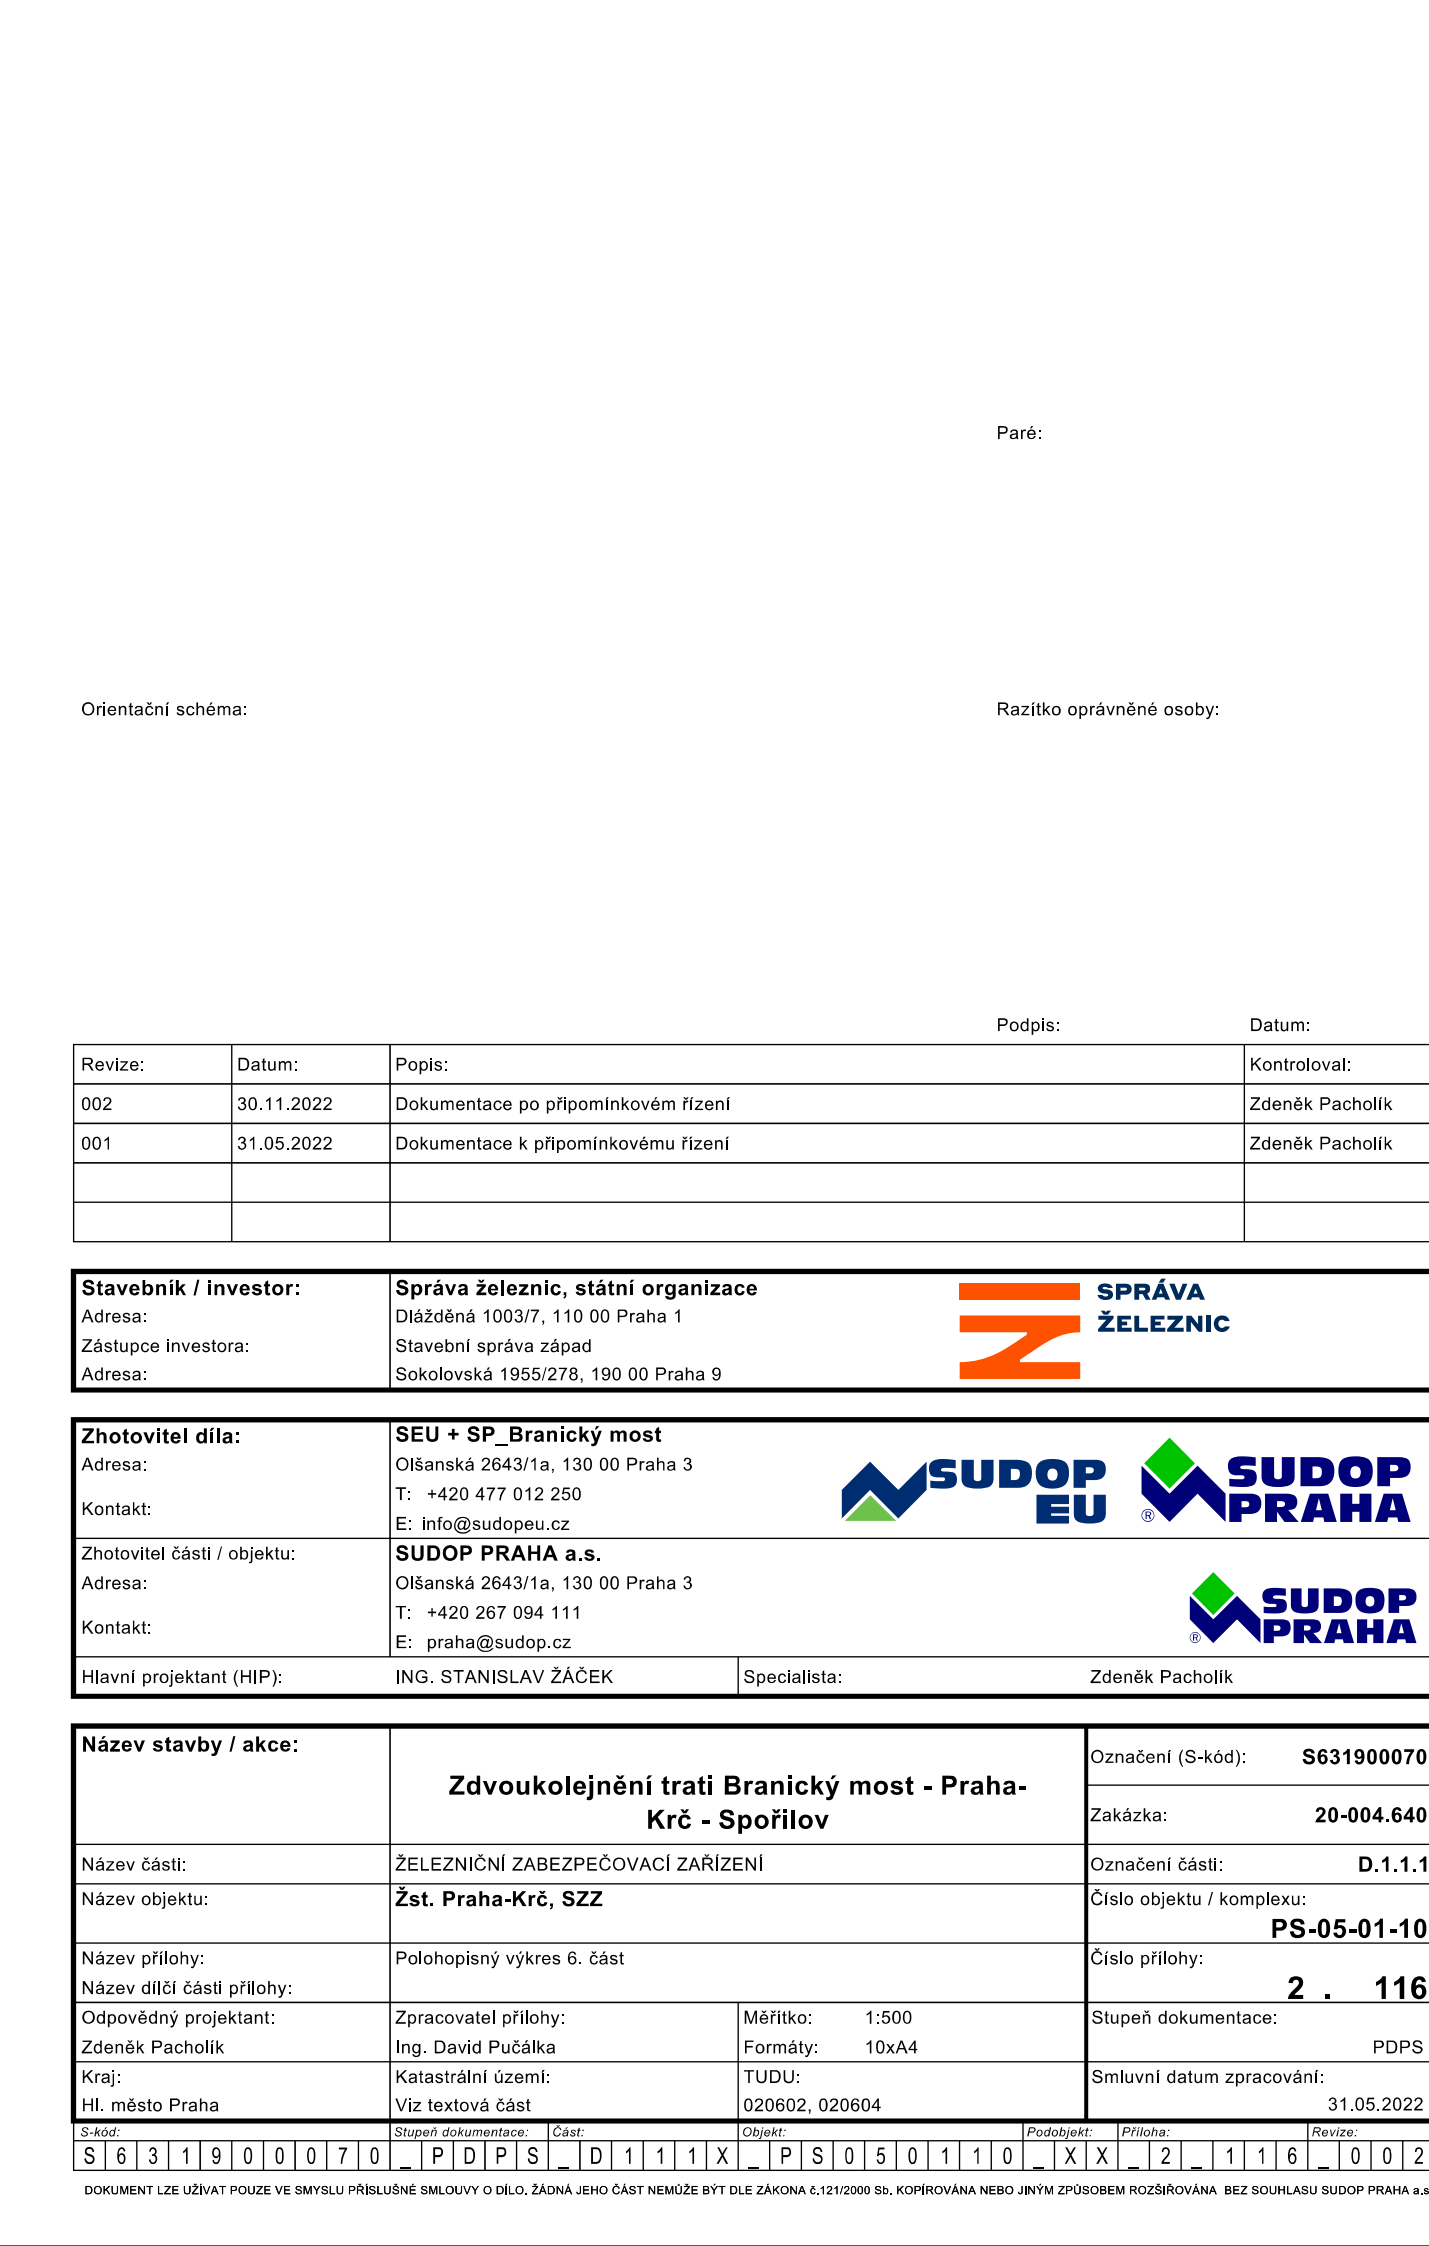 Paré:
Orientační schéma: Razítko oprávněné osoby:
Podpis: Datum:
Revize: Datum: Popis: Kontroloval:
002 30.11.2022 Dokumentace po připomínkovém řízení Zdeněk Pacholík
001 31.05.2022 Dokumentace k připomínkovému řízení Zdeněk Pacholík
Stavebník / investor: Správa železnic, státní organizace
Adresa: Dlážděná 1003/7, 110 00 Praha 1
Zástupce investora: Stavební správa západ
Adresa: Sokolovská 1955/278, 190 00 Praha 9
SPRÁVA
ŽELEZNIC
Zhotovitel díla: SEU + SP_Branický most
Adresa: Olšanská 2643/1a, 130 00 Praha 3
Kontakt: T: +420 477 012 250
E: info@sudopeu.cz
SUDOP
EU
SUDOP
PRAHA
®
Zhotovitel části / objektu: SUDOP PRAHA a.s.
Adresa: Olšanská 2643/1a, 130 00 Praha 3
Kontakt: T: +420 267 094 111
E: praha@sudop.cz
SUDOP
PRAHA
®
Hlavní projektant (HIP): ING. STANISLAV ŽÁČEK Specialista: Zdeněk Pacholík
Název stavby / akce:
Zdvoukolejnění trati Branický most - Praha-
Krč - Spořilov
Označení (S-kód): S631900070
Zakázka: 20-004.640
Název části: ŽELEZNIČNÍ ZABEZPEČOVACÍ ZAŘÍZENÍ Označení části: D.1.1.1
Název objektu: Žst. Praha-Krč, SZZ Číslo objektu / komplexu:
PS-05-01-10
Název přílohy: Polohopisný výkres 6. část Číslo přílohy:
Název dílčí části přílohy: 2 . 116
Odpovědný projektant: Zpracovatel přílohy: Měřítko: 1:500 Stupeň dokumentace:
Zdeněk Pacholík Ing. David Pučálka Formáty: 10xA4 PDPS
Kraj: Katastrální území: TUDU: Smluvní datum zpracování:
Hl. město Praha Viz textová část 020602, 020604 31.05.2022
S-kód: Stupeň dokumentace: Část: Objekt: Podobjekt: Příloha: Revize:
S 6 3 1 9 0 0 0 7 0 _ P D P S _ D 1 1 1 X _ P S 0 5 0 1 1 0 _ X X _ 2 _ 1 1 6 _ 0 0 2
DOKUMENT LZE UŽÍVAT POUZE VE SMYSLU PŘÍSLUŠNÉ SMLOUVY O DÍLO. ŽÁDNÁ JEHO ČÁST NEMŮŽE BÝT DLE ZÁKONA č.121/2000 Sb. KOPÍROVÁNA NEBO JINÝM ZPŮSOBEM ROZŠIŘOVÁNA BEZ SOUHLASU SUDOP PRAHA a.s